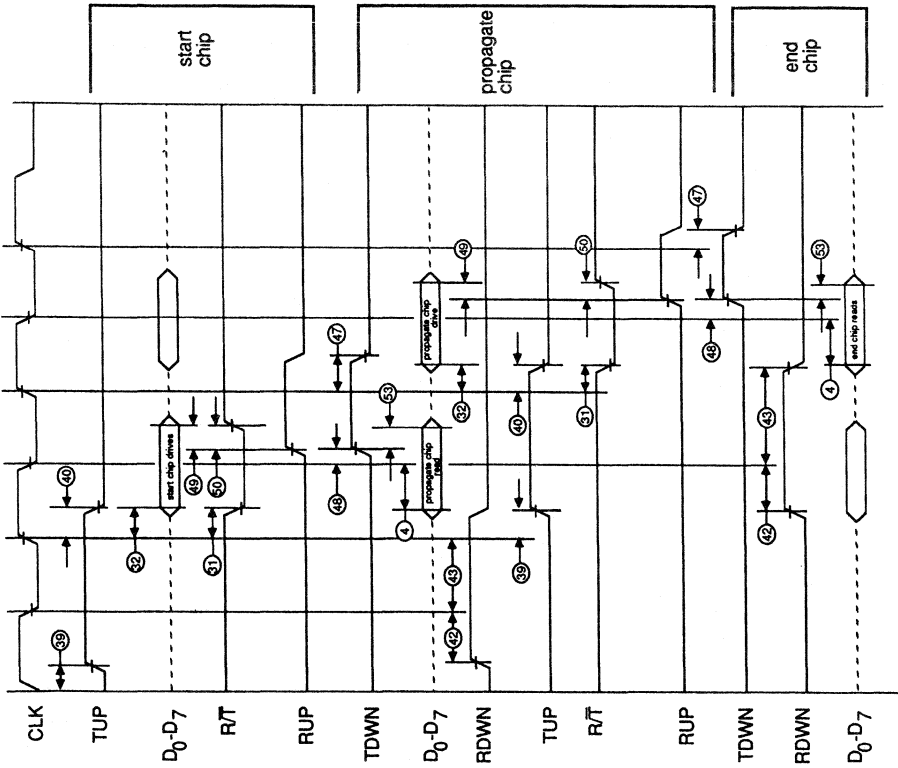 start
chip
propagate
chip
end
chip
CLK
39
TUP
40
32
D0-D7
start chip drives
49
R/T̅
31
50
RUP
TDWN
48
47
53
4
D0-D7
propagate chip
read
propagate chip
drive
43
42
32
49
RDWN
39
40
TUP
R/T̅
31
50
RUP
47
TDWN
48
42
43
RDWN
53
4
D0-D7
end chip reads